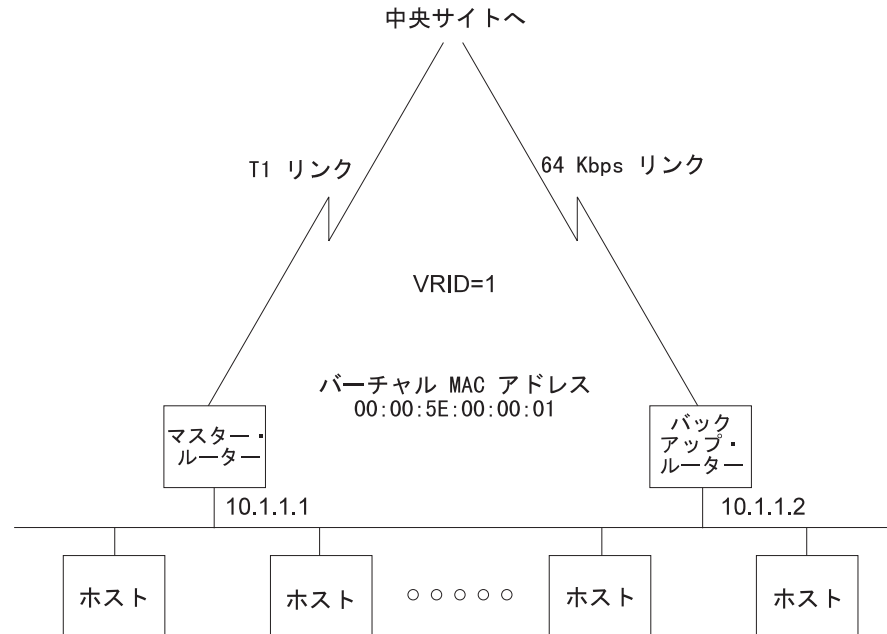 中央サイトへ
T1 リンク
64 Kbps リンク
VRID=1
バーチャル MAC アドレス
00:00:5E:00:00:01
マスター・
ルーター
バック
アップ・
ルーター
10.1.1.1
10.1.1.2
ホスト
ホスト
ホスト
ホスト